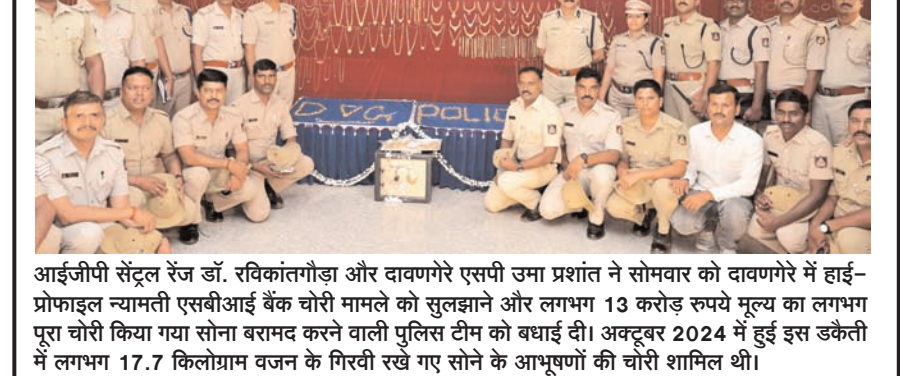 DVG POLIC
आईजीपी सेंट्रल रेंज डॉ. रविकांतगौड़ा और दावणगेरे एसपी उमा प्रशांत ने सोमवार को दावणगेरे में हाई-
प्रोफाइल न्यामती एसबीआई बैंक चोरी मामले को सुलझाने और लगभग 13 करोड़ रुपये मूल्य का लगभग
पूरा चोरी किया गया सोना बरामद करने वाली पुलिस टीम को बधाई दी। अक्टूबर 2024 में हुई इस डकैती
में लगभग 17.7 किलोग्राम वजन के गिरवी रखे गए सोने के आभूषणों की चोरी शामिल थी।